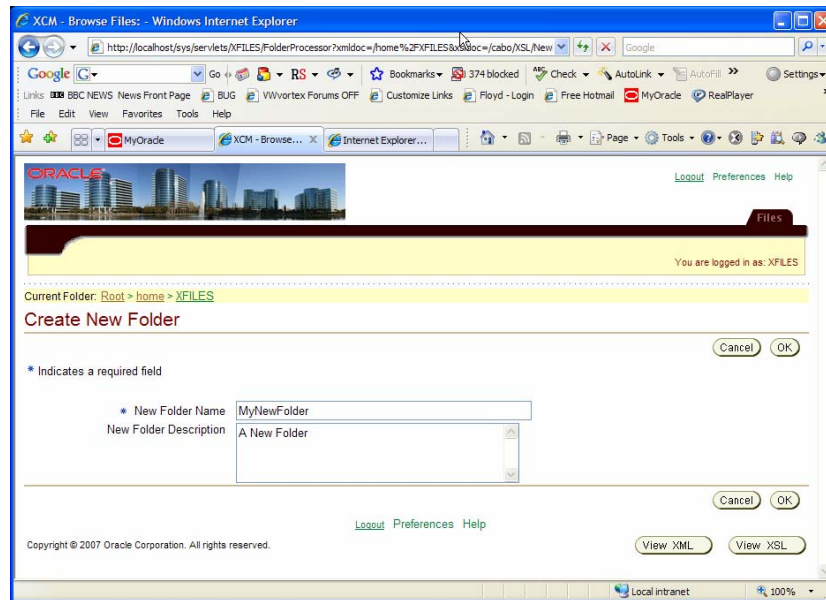 XCM - Browse Files: - Windows Internet Explorer
http://localhost/sys/servlets/XFILES/FolderProcessor?xmldoc=/home%2FXFILES& doc=/cabo/XSL/New
Google
Google G Go RS Bookmarks 374 blocked Check AutoLink AutoFill » Settings
Links BBC NEWS News Front Page BUG VWvortex Forums OFF Customize Links Floyd - Login Free Hotmail MyOracle RealPlayer
File Edit View Favorites Tools Help
MyOracle XCM - Browse... X Internet Explorer... Page Tools
ORACLE
Logout Preferences Help
Files
You are logged in as: XFILES
Current Folder: Root > home > XFILES
Create New Folder
Cancel OK
* Indicates a required field
* New Folder Name MyNewFolder
New Folder Description A New Folder
Cancel OK
Logout Preferences Help
Copyright © 2007 Oracle Corporation. All rights reserved. View XML View XSL
Local intranet 100%